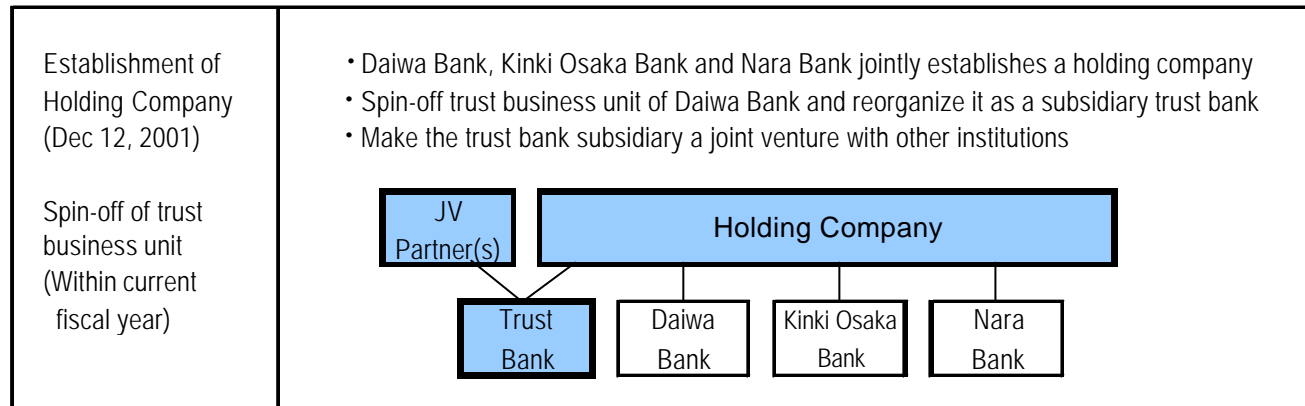 Establishment of
Holding Company
(Dec 12, 2001)
Spin-off of trust
business unit
(Within current
fiscal year)
・Daiwa Bank, Kinki Osaka Bank and Nara Bank jointly establishes a holding company
・Spin-off trust business unit of Daiwa Bank and reorganize it as a subsidiary trust bank
・Make the trust bank subsidiary a joint venture with other institutions
JV
Partner(s)
Holding Company
Trust
Bank
Daiwa
Bank
Kinki Osaka
Bank
Nara
Bank